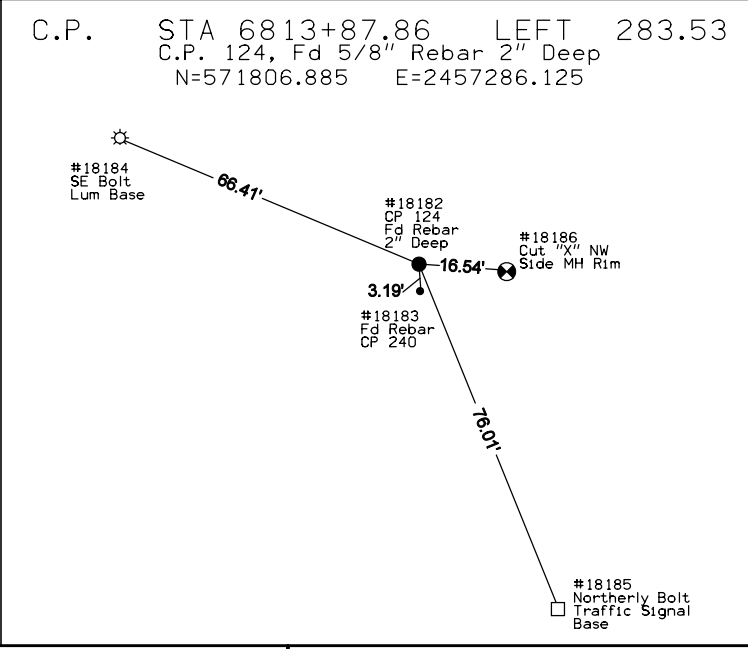 C.P. STA 6813+87.86 LEFT 283.53
C.P. 124, Fd 5/8" Rebar 2" Deep
N=571806.885 E=2457286.125
#18184
SE Bolt
Lum Base
66.41'
#18182
CP 124
Fd Rebar
2" Deep
#18186
Cut "X" NW
Side MH Rim
16.54'
3.19'
#18183
Fd Rebar
CP 240
76.01'
#18185
Northerly Bolt
Traffic Signal
Base